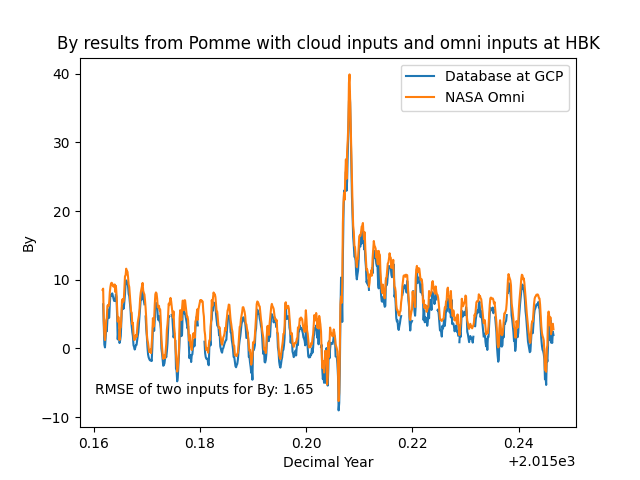 By results from Pomme with cloud inputs and omni inputs at HBK
Database at GCP
NASA Omni
40
30
20
10
0
−10
By
RMSE of two inputs for By: 1.65
0.16 0.18 0.20 0.22 0.24
Decimal Year
+2.015e3